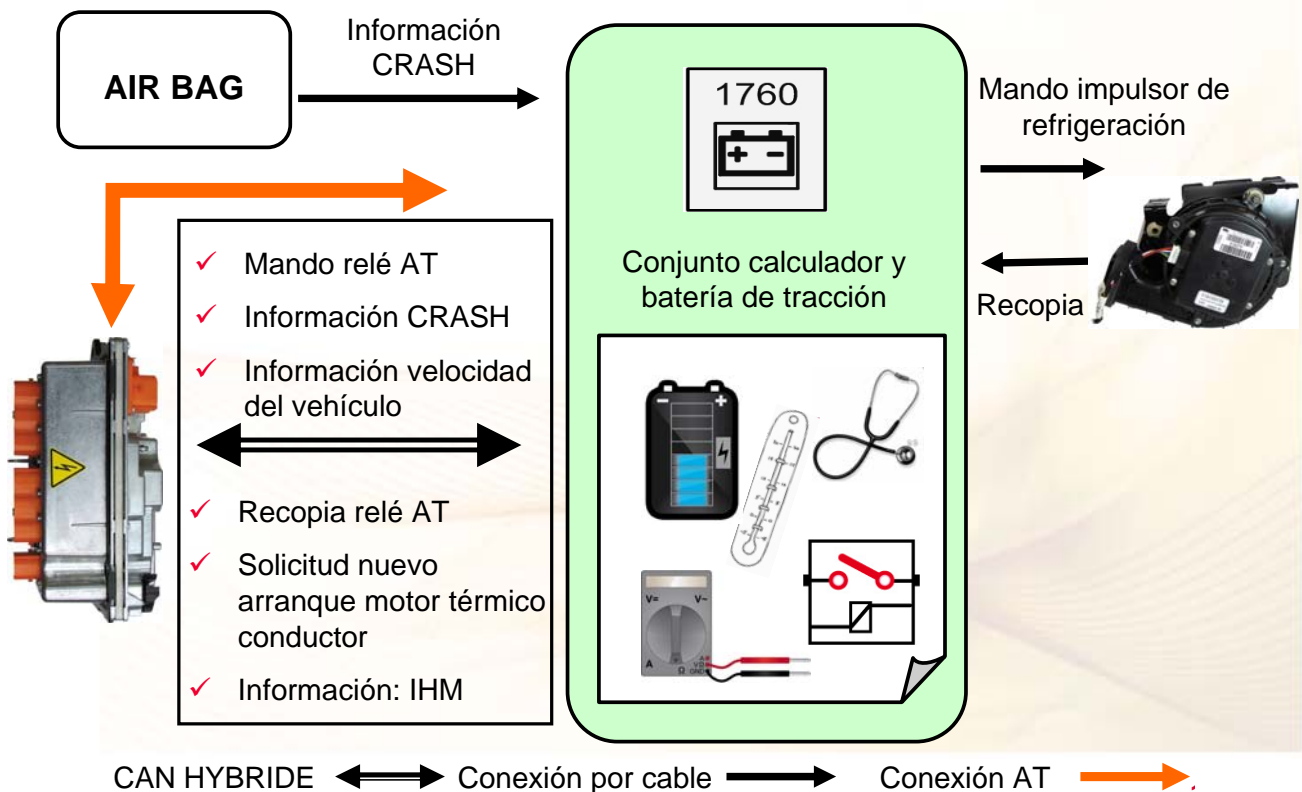 AIR BAG
Información
CRASH
1760
Mando impulsor de
refrigeración
Mando relé AT
Información CRASH
Información velocidad
del vehículo
Recopia relé AT
Solicitud nuevo
arranque motor térmico
conductor
Información: IHM
Conjunto calculador y
batería de tracción
Recopia
V=
V~
A
Ω
CAN HYBRIDE
Conexión por cable
Conexión AT